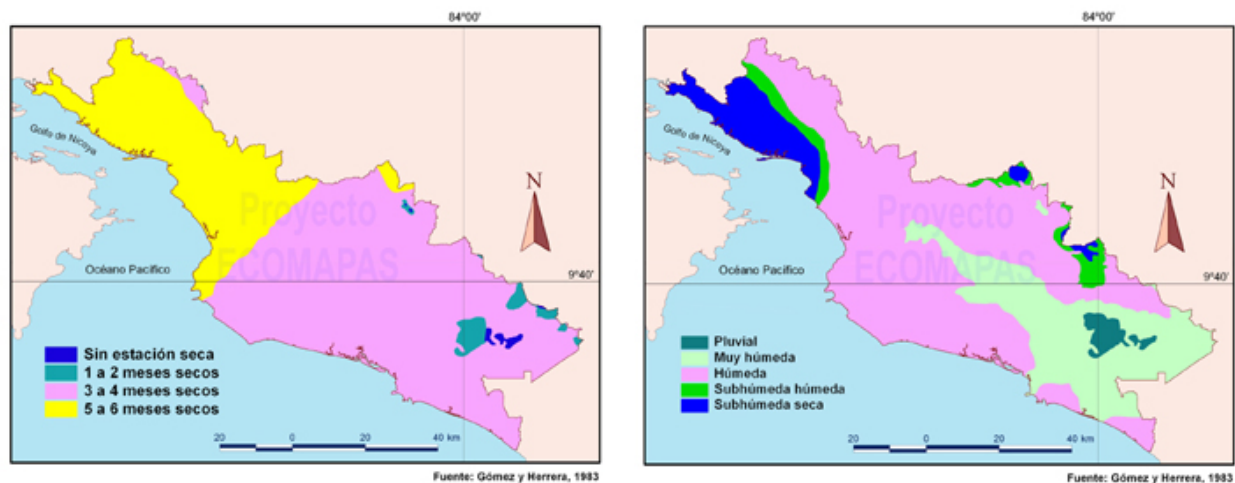 84°00'
Golfo de Nicoya
N
Proyecto
ECOMAPAS
Océano Pacífico
9°40'
Sin estación seca
1 a 2 meses secos
3 a 4 meses secos
5 a 6 meses secos
20 0 20 40 km
Fuente: Gómez y Herrera, 1983
84°00'
Golfo de Nicoya
N
Proyecto
ECOMAPAS
Océano Pacífico
9°40'
Pluvial
Muy húmeda
Húmeda
Subhúmeda húmeda
Subhúmeda seca
20 0 20 40 km
Fuente: Gómez y Herrera, 1983